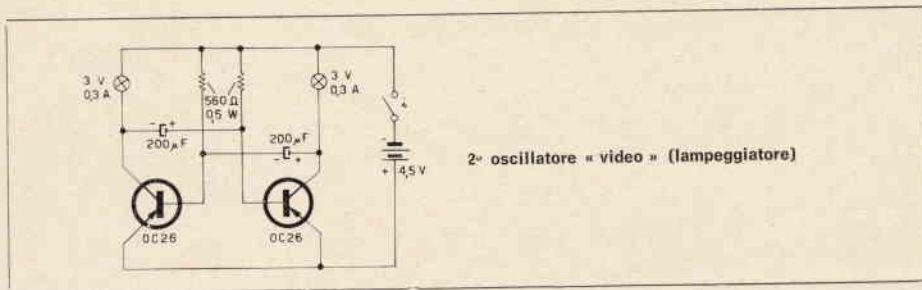 3 V
0,3 A
560 Ω
0,5 W
3 V
0,3 A
- +
200 µF
200 µF
- +
-
+ 4,5 V
OC26
OC26
2° oscillatore « video » (lampeggiatore)